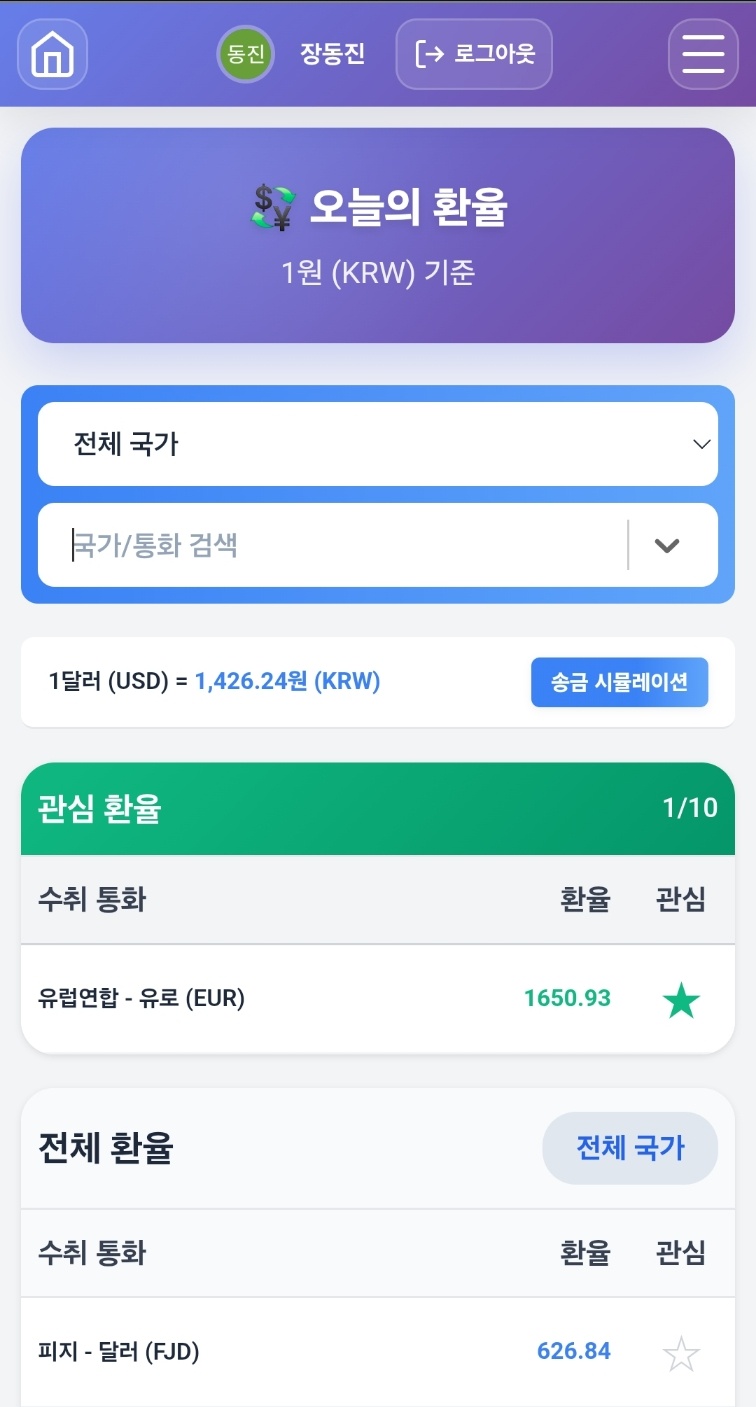 동진
장동진
로그아웃
오늘의 환율
1원 (KRW) 기준
전체 국가
국가/통화 검색
1달러 (USD) = 1,426.24원 (KRW)
송금 시뮬레이션
관심 환율
1/10
수취 통화 환율 관심
유럽연합 - 유로 (EUR) 1650.93
전체 환율
전체 국가
수취 통화 환율 관심
피지 - 달러 (FJD) 626.84